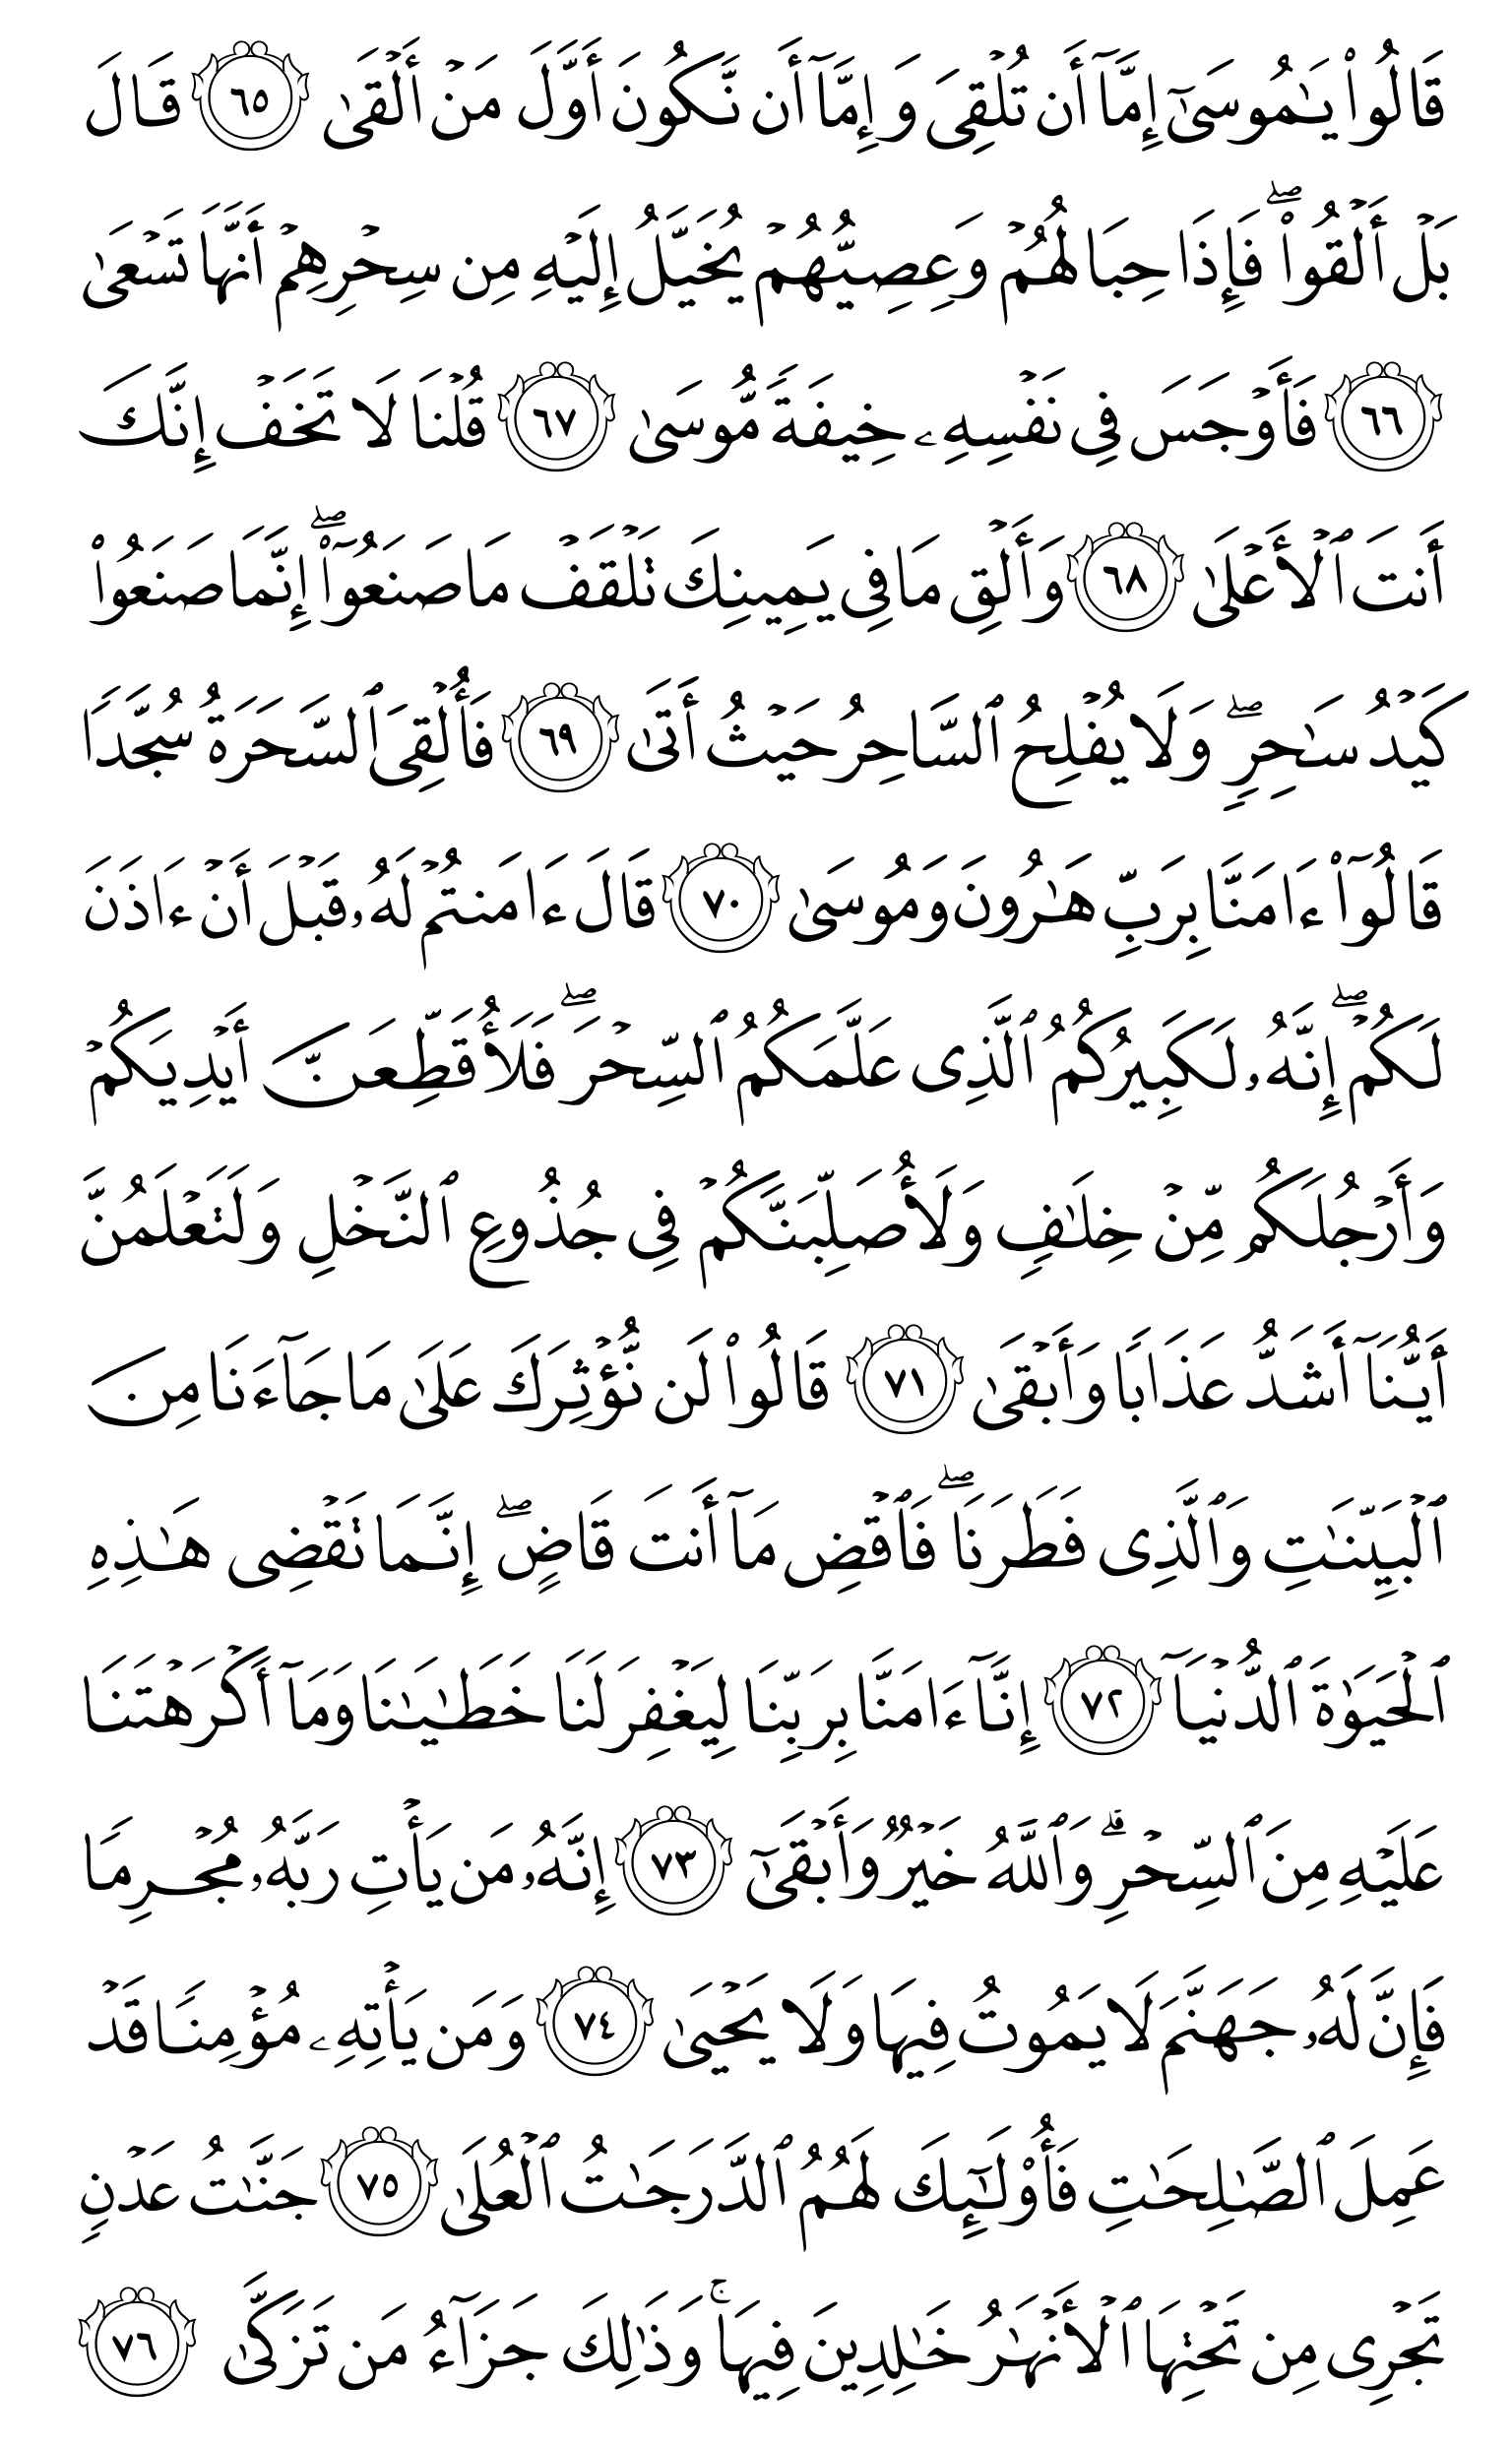 قَالُوا۟ يَـٰمُوسَىٰٓ إِمَّآ أَن تُلْقِىَ وَإِمَّآ أَن نَّكُونَ أَوَّلَ مَنْ أَلْقَىٰ ٦٥ قَالَ
بَلْ أَلْقُوا۟ ۖ فَإِذَا حِبَالُهُمْ وَعِصِيُّهُمْ يُخَيَّلُ إِلَيْهِ مِن سِحْرِهِمْ أَنَّهَا تَسْعَىٰ
٦٦ فَأَوْجَسَ فِى نَفْسِهِۦ خِيفَةً مُّوسَىٰ ٦٧ قُلْنَا لَا تَخَفْ إِنَّكَ
أَنتَ ٱلْأَعْلَىٰ ٦٨ وَأَلْقِ مَا فِى يَمِينِكَ تَلْقَفْ مَا صَنَعُوٓا۟ ۖ إِنَّمَا صَنَعُوا۟
كَيْدُ سَـٰحِرٍ ۖ وَلَا يُفْلِحُ ٱلسَّاحِرُ حَيْثُ أَتَىٰ ٦٩ فَأُلْقِىَ ٱلسَّحَرَةُ سُجَّدًا
قَالُوٓا۟ ءَامَنَّا بِرَبِّ هَـٰرُونَ وَمُوسَىٰ ٧٠ قَالَ ءَامَنتُمْ لَهُۥ قَبْلَ أَنْ ءَاذَنَ
لَكُمْ ۖ إِنَّهُۥ لَكَبِيرُكُمُ ٱلَّذِى عَلَّمَكُمُ ٱلسِّحْرَ ۖ فَلَأُقَطِّعَنَّ أَيْدِيَكُمْ
وَأَرْجُلَكُم مِّنْ خِلَـٰفٍ وَلَأُصَلِّبَنَّكُمْ فِى جُذُوعِ ٱلنَّخْلِ وَلَتَعْلَمُنَّ
أَيُّنَآ أَشَدُّ عَذَابًا وَأَبْقَىٰ ٧١ قَالُوا۟ لَن نُّؤْثِرَكَ عَلَىٰ مَا جَآءَنَا مِنَ
ٱلْبَيِّنَـٰتِ وَٱلَّذِى فَطَرَنَا ۖ فَٱقْضِ مَآ أَنتَ قَاضٍ ۖ إِنَّمَا تَقْضِى هَـٰذِهِ
ٱلْحَيَوٰةَ ٱلدُّنْيَآ ٧٢ إِنَّآ ءَامَنَّا بِرَبِّنَا لِيَغْفِرَ لَنَا خَطَـٰيَـٰنَا وَمَآ أَكْرَهْتَنَا
عَلَيْهِ مِنَ ٱلسِّحْرِ ۗ وَٱللَّهُ خَيْرٌ وَأَبْقَىٰٓ ٧٣ إِنَّهُۥ مَن يَأْتِ رَبَّهُۥ مُجْرِمًا
فَإِنَّ لَهُۥ جَهَنَّمَ لَا يَمُوتُ فِيهَا وَلَا يَحْيَىٰ ٧٤ وَمَن يَأْتِهِۦ مُؤْمِنًا قَدْ
عَمِلَ ٱلصَّـٰلِحَـٰتِ فَأُو۟لَـٰٓئِكَ لَهُمُ ٱلدَّرَجَـٰتُ ٱلْعُلَىٰ ٧٥ جَنَّـٰتُ عَدْنٍ
تَجْرِى مِن تَحْتِهَا ٱلْأَنْهَـٰرُ خَـٰلِدِينَ فِيهَا ۚ وَذَٰلِكَ جَزَآءُ مَن تَزَكَّىٰ ٧٦